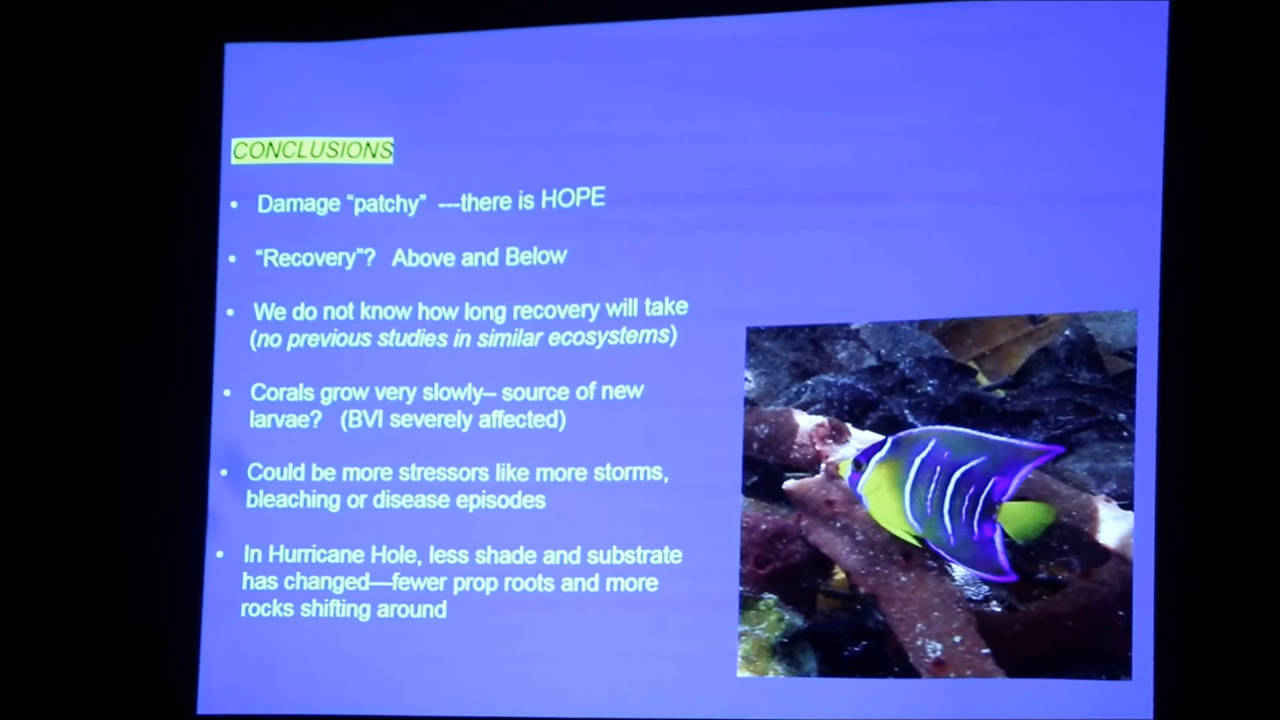 CONCLUSIONS
• Damage “patchy” ---there is HOPE
• “Recovery”? Above and Below
• We do not know how long recovery will take
(no previous studies in similar ecosystems)
• Corals grow very slowly– source of new
larvae? (BVI severely affected)
• Could be more stressors like more storms,
bleaching or disease episodes
• In Hurricane Hole, less shade and substrate
has changed—fewer prop roots and more
rocks shifting around